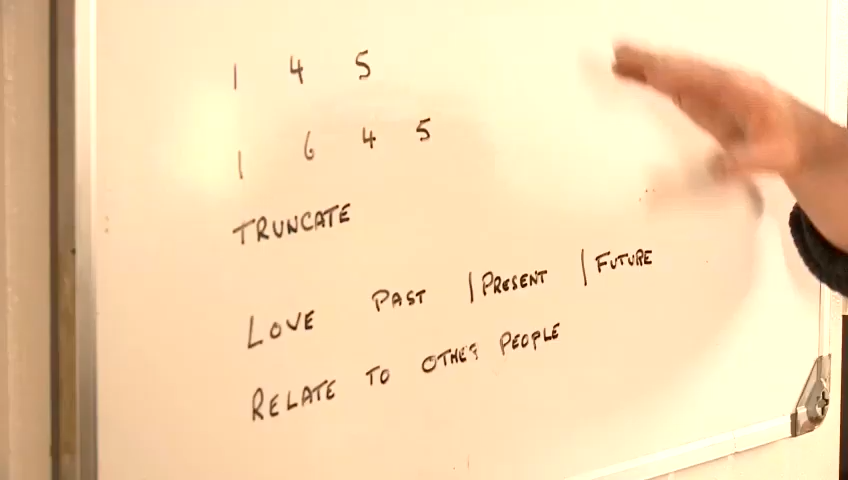 1 4 5
1 6 4 5
TRUNCATE
LOVE PAST | PRESENT | FUTURE
RELATE TO OTHER PEOPLE